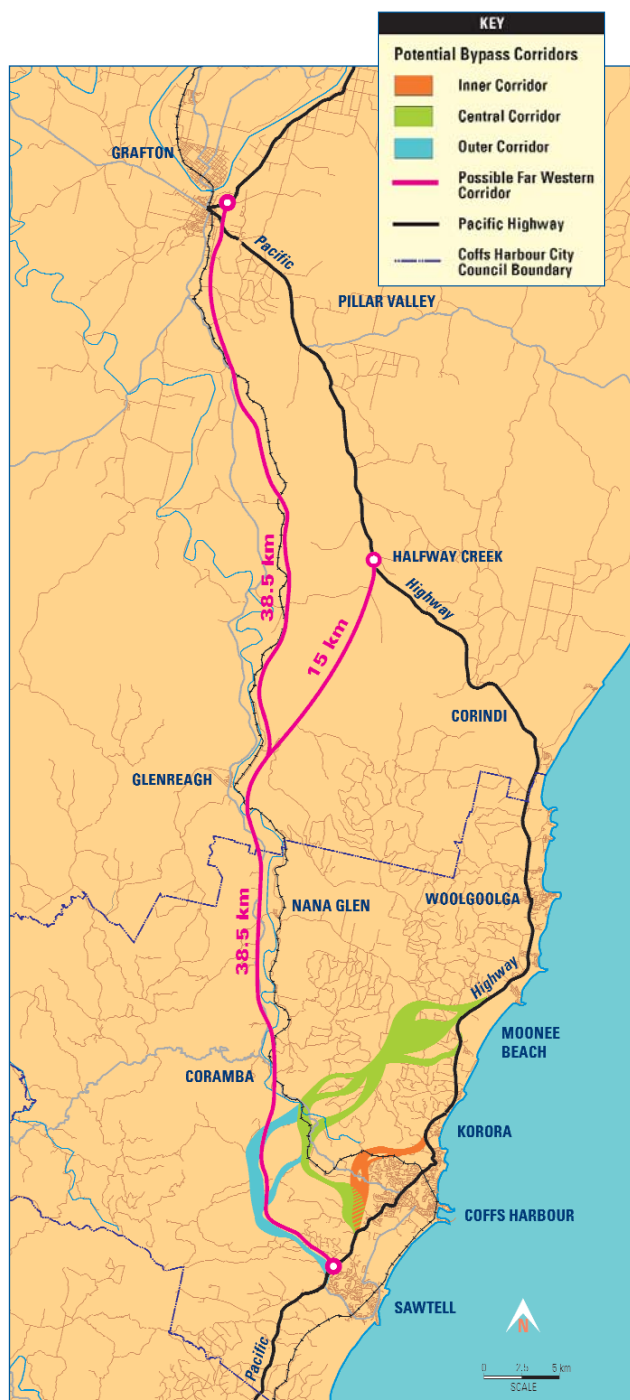 KEY
Potential Bypass Corridors
Inner Corridor
Central Corridor
Outer Corridor
Possible Far Western
Corridor
Pacific Highway
Coffs Harbour City
Council Boundary
GRAFTON
Pacific
PILLAR VALLEY
HALFWAY CREEK
Highway
38.5 km
15 km
CORINDI
GLENREAGH
WOOLGOOLGA
NANA GLEN
38.5 km
Highway
MOONEE
BEACH
CORAMBA
KORORA
COFFS HARBOUR
SAWTELL
Pacific
N
0 2.5 5 km
SCALE